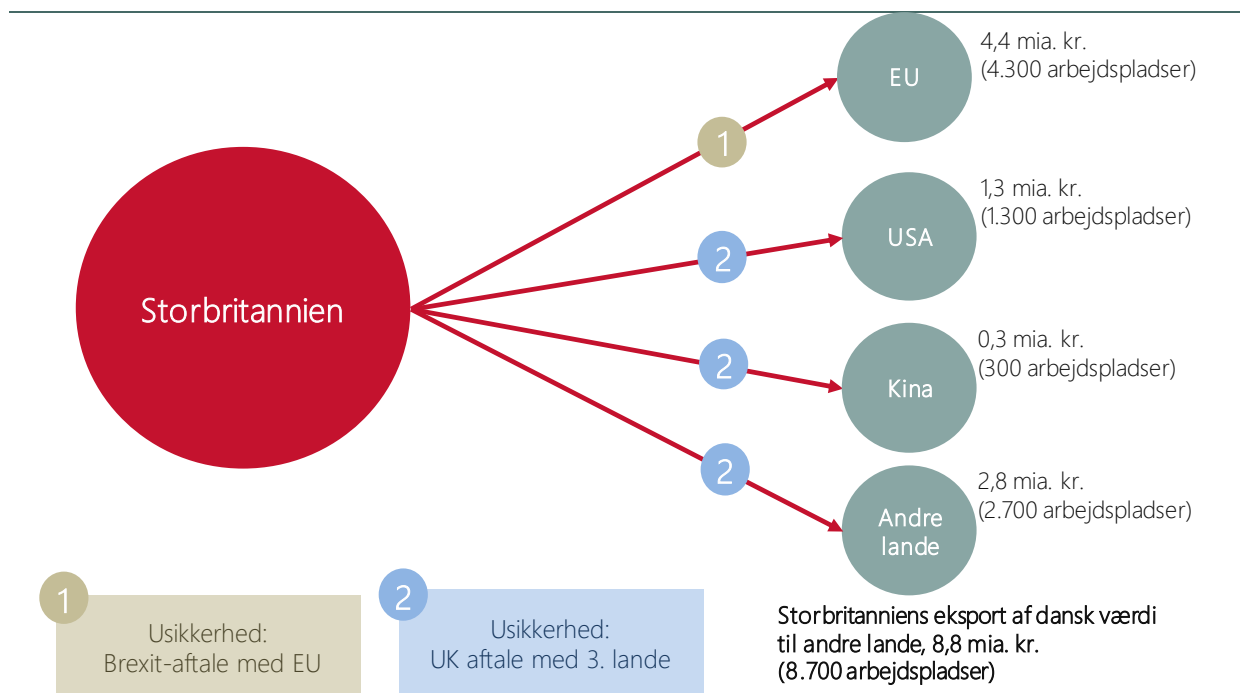 4,4 mia. kr.
(4.300 arbejdspladser)
EU
1
1,3 mia. kr.
(1.300 arbejdspladser)
USA
2
Storbritannien
0,3 mia. kr.
(300 arbejdspladser)
2
Kina
2
2,8 mia. kr.
(2.700 arbejdspladser)
Andre
lande
1
Usikkerhed:
Brexit-aftale med EU
2
Usikkerhed:
UK aftale med 3. lande
Storbritanniens eksport af dansk værdi
til andre lande, 8,8 mia. kr.
(8.700 arbejdspladser)